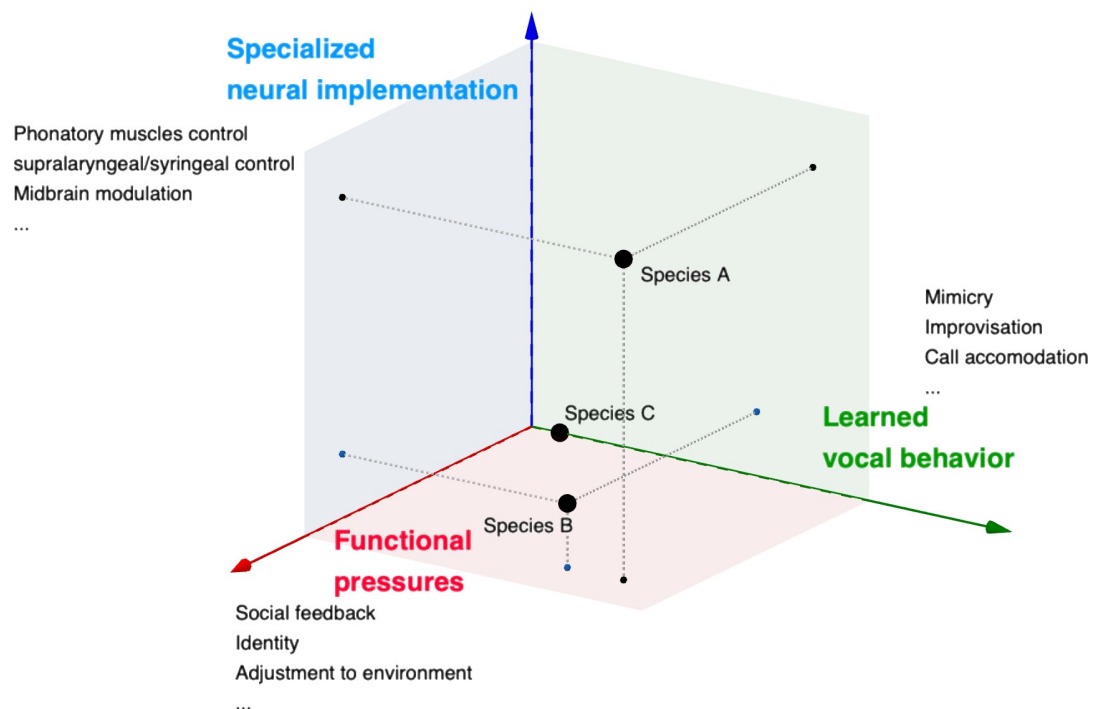 Specialized
neural implementation
Phonatory muscles control
supralaryngeal/syringeal control
Midbrain modulation
...
Species A
Mimicry
Improvisation
Call accomodation
...
Species C
Learned
vocal behavior
Species B
Functional
pressures
Social feedback
Identity
Adjustment to environment
...